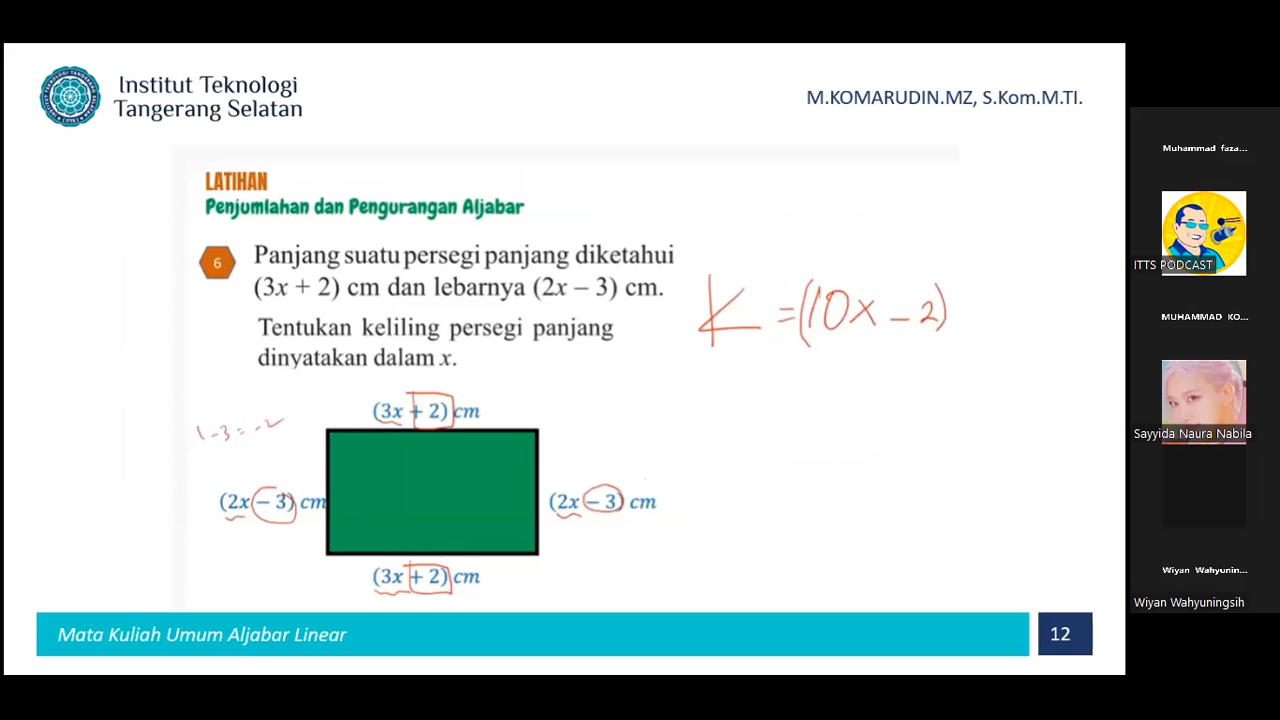 Institut Teknologi
Tangerang Selatan
M.KOMARUDIN.MZ, S.Kom.M.TI.
LATIHAN
Penjumlahan dan Pengurangan Aljabar
6
Panjang suatu persegi panjang diketahui
(3x + 2) cm dan lebarnya (2x – 3) cm.
Tentukan keliling persegi panjang
dinyatakan dalam x.
K = (10x – 2)
(3x + 2) cm
-3 = -2
(2x – 3) cm
(2x – 3) cm
(3x + 2) cm
Mata Kuliah Umum Aljabar Linear
12
Muhammad faza...
ITTS PODCAST
MUHAMMAD KO...
Sayyida Naura Nabila
Wiyan Wahyunin...
Wiyan Wahyuningsih